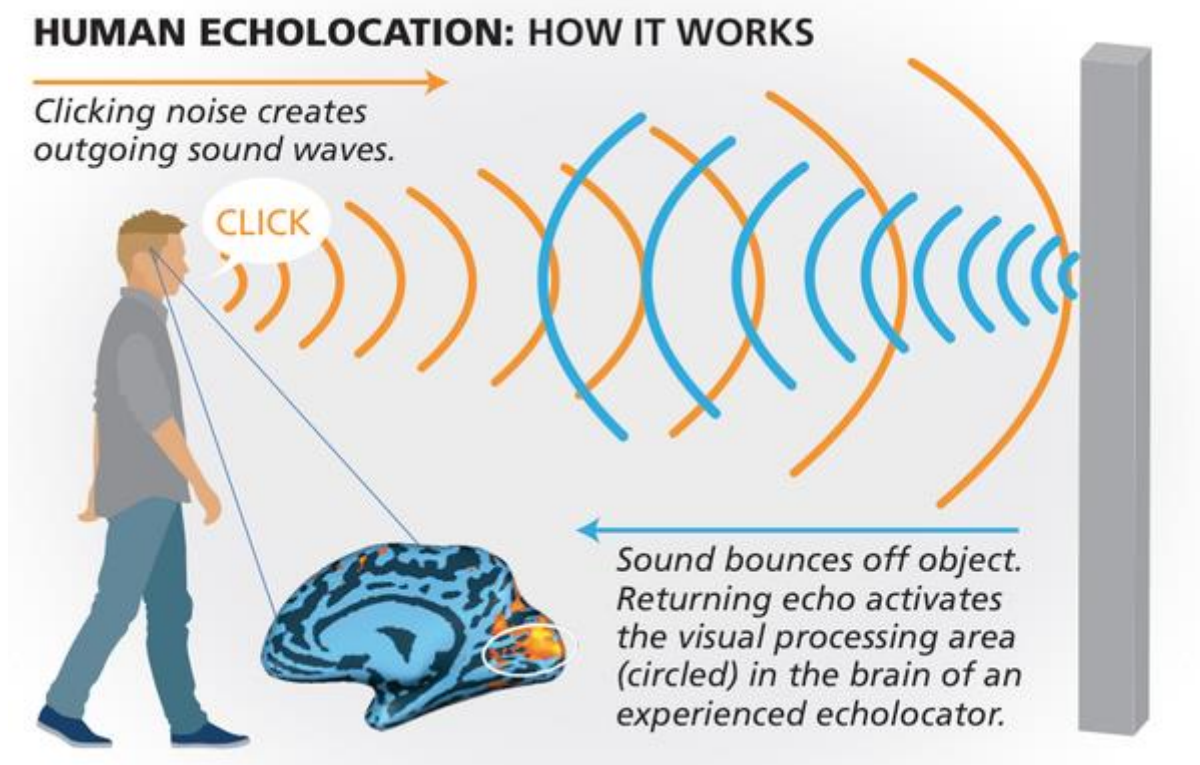 HUMAN ECHOLOCATION: HOW IT WORKS
Clicking noise creates
outgoing sound waves.
CLICK
Sound bounces off object.
Returning echo activates
the visual processing area
(circled) in the brain of an
experienced echolocator.